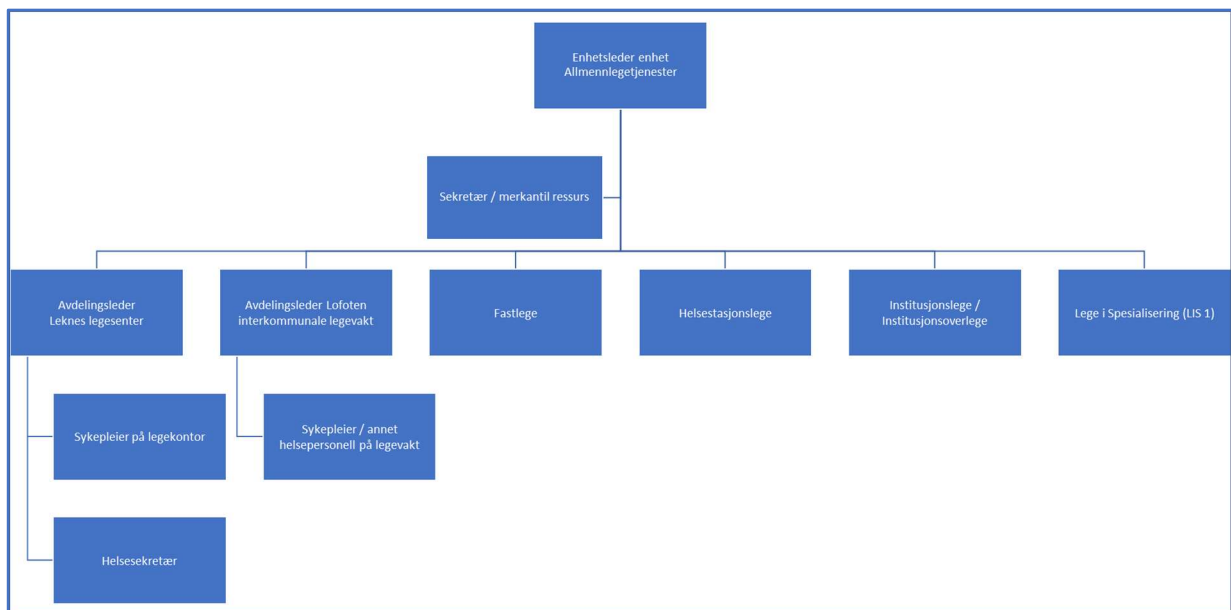 Enhetsleder enhet
Allmennlegetjenester
Sekretær / merkantil ressurs
Avdelingsleder
Leknes legesenter
Avdelingsleder Lofoten
interkommunale legevakt
Fastlege
Helsestasjonslege
Institusjonslege /
Institusjonsoverlege
Lege i Spesialisering (LIS 1)
Sykepleier på legekontor
Sykepleier / annet
helsepersonell på legevakt
Helsesekretær